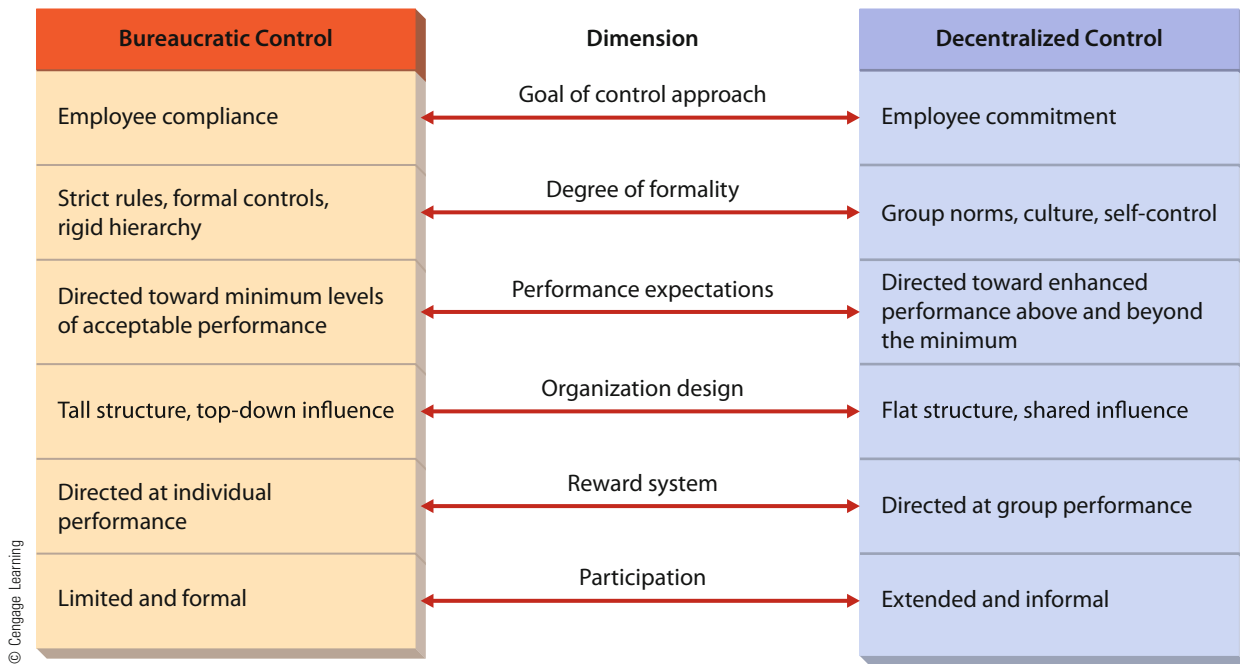 Bureaucratic Control
Dimension
Decentralized Control
Employee compliance
Goal of control approach
Employee commitment
Strict rules, formal controls,
rigid hierarchy
Degree of formality
Group norms, culture, self-control
Directed toward minimum levels
of acceptable performance
Performance expectations
Directed toward enhanced
performance above and beyond
the minimum
Tall structure, top-down influence
Organization design
Flat structure, shared influence
Directed at individual
performance
Reward system
Directed at group performance
Limited and formal
Participation
Extended and informal
© Cengage Learning